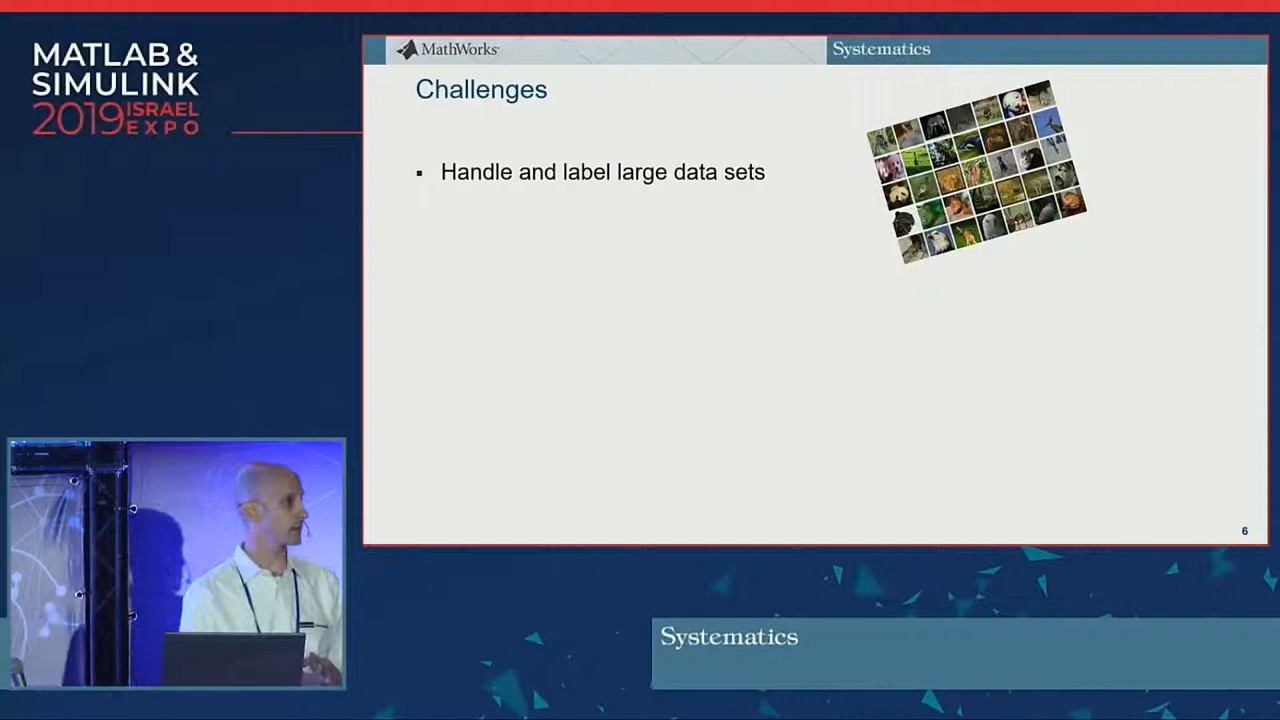 MATLAB &
SIMULINK
2019 ISRAEL
EXPO
MathWorks
Systematics
Challenges
▪ Handle and label large data sets
6
Systematics